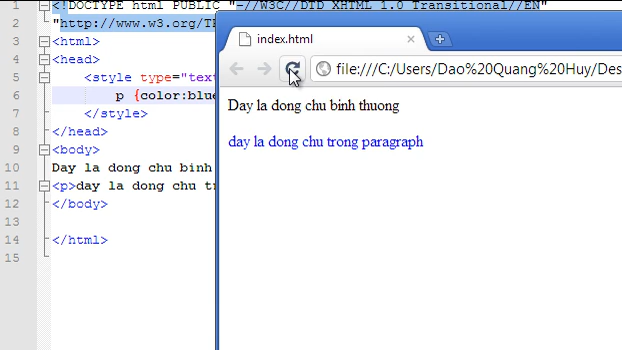 1 <!DOCTYPE html PUBLIC "-//W3C//DTD XHTML 1.0 Transitional//EN"
2 "http://www.w3.org/TR
3 <html>
4 <head>
5 <style type="text
6 p {color:blue
7 </style>
8 </head>
9 <body>
10 Day la dong chu binh
11 <p>day la dong chu tr
12 </body>
13
14 </html>
15
index.html
file:///C:/Users/Dao%20Quang%20Huy/Des
Day la dong chu binh thuong
day la dong chu trong paragraph